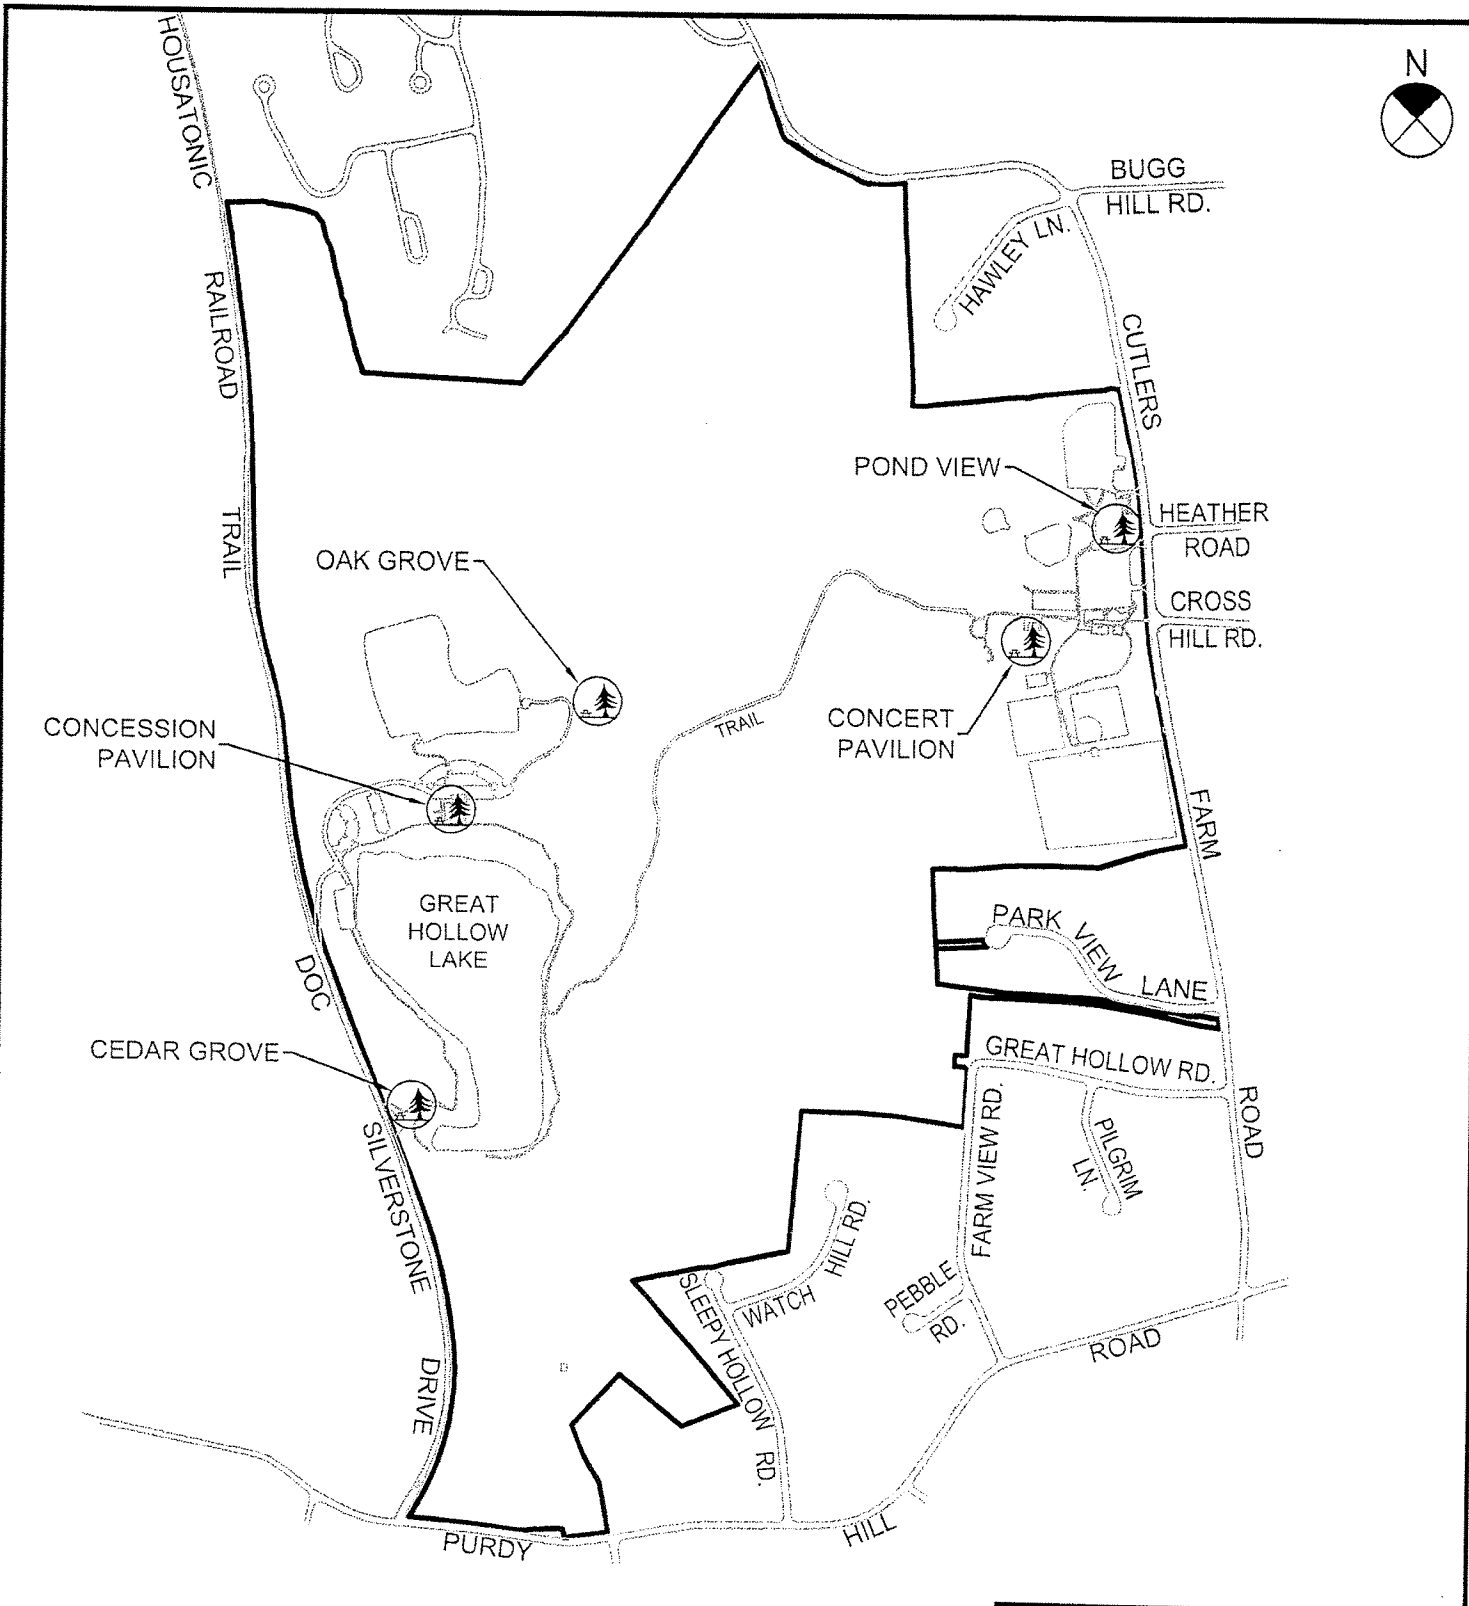 N
HOUSATONIC
RAILROAD
TRAIL
BUGG
HILL RD.
HAWLEY LN.
CUTLERS
POND VIEW
HEATHER
ROAD
OAK GROVE
CROSS
HILL RD.
CONCESSION
PAVILION
TRAIL
CONCERT
PAVILION
FARM
GREAT
HOLLOW
LAKE
PARK VIEW LANE
DOC
CEDAR GROVE
GREAT HOLLOW RD.
ROAD
SILVERSTONE
FARM VIEW RD.
PILGRIM
LN.
HILL RD.
WATCH
SLEEPY HOLLOW RD.
PEBBLE
RD.
ROAD
DRIVE
PURDY
HILL